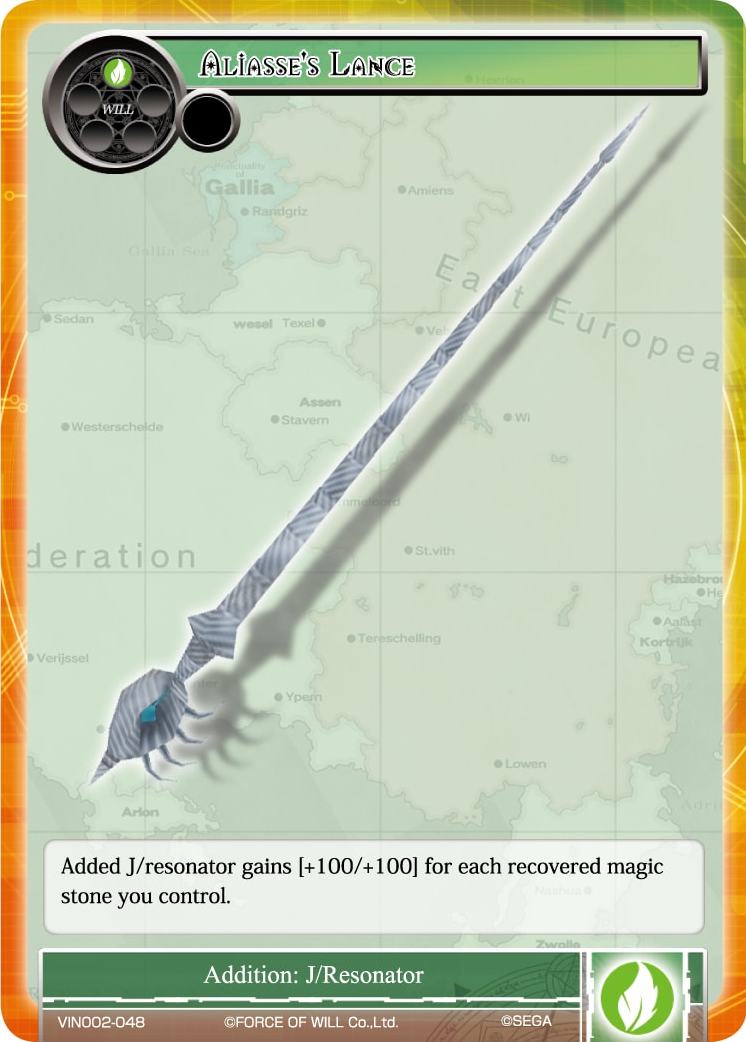 Aliasse's Lance
WILL
Heerlen
Principality
of
Gallia
Amiens
Randgriz
Gallia Sea
East Europea
Sedan
wesel Texel
Assen
Stavern
Wi
Westerschelde
deration
St.vith
Hazebro
Aalst
Tereschelling
Kortrijk
Verijssel
Ypern
Lowen
Arlon
Added J/resonator gains [+100/+100] for each recovered magic
stone you control.
Nashua
Zwolle
Addition: J/Resonator
VIN002-048 ©FORCE OF WILL Co.,Ltd. ©SEGA